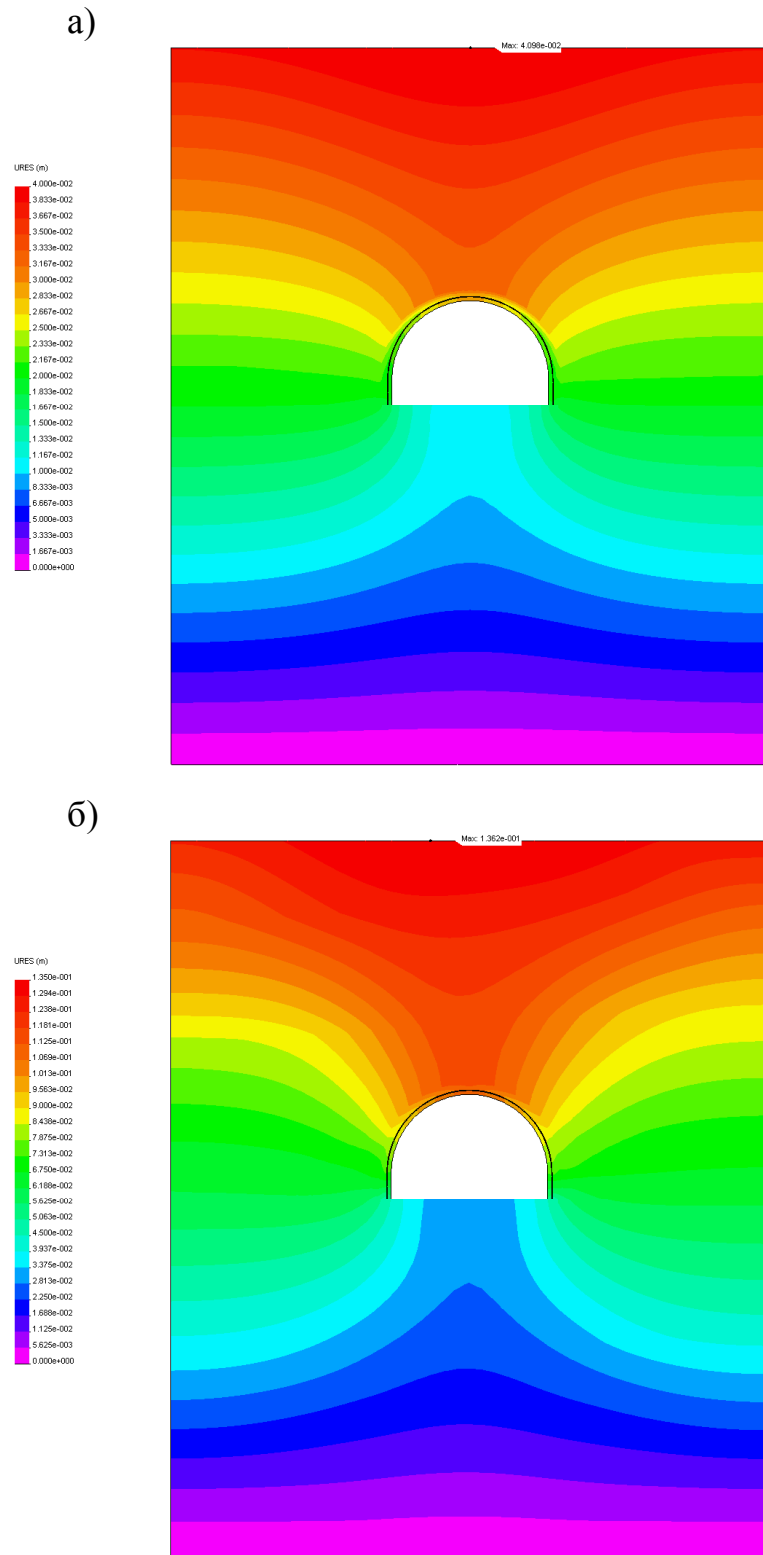 а)
Max: 4.098e-002
URES (m)
4.000e-002
3.833e-002
3.667e-002
3.500e-002
3.333e-002
3.167e-002
3.000e-002
2.833e-002
2.667e-002
2.500e-002
2.333e-002
2.167e-002
2.000e-002
1.833e-002
1.667e-002
1.500e-002
1.333e-002
1.167e-002
1.000e-002
8.333e-003
6.667e-003
5.000e-003
3.333e-003
1.667e-003
0.000e+000
б)
Max: 1.362e-001
URES (m)
1.350e-001
1.294e-001
1.238e-001
1.181e-001
1.125e-001
1.069e-001
1.013e-001
9.563e-002
9.000e-002
8.438e-002
7.875e-002
7.313e-002
6.750e-002
6.188e-002
5.625e-002
5.063e-002
4.500e-002
3.937e-002
3.375e-002
2.813e-002
2.250e-002
1.688e-002
1.125e-002
5.625e-003
0.000e+000